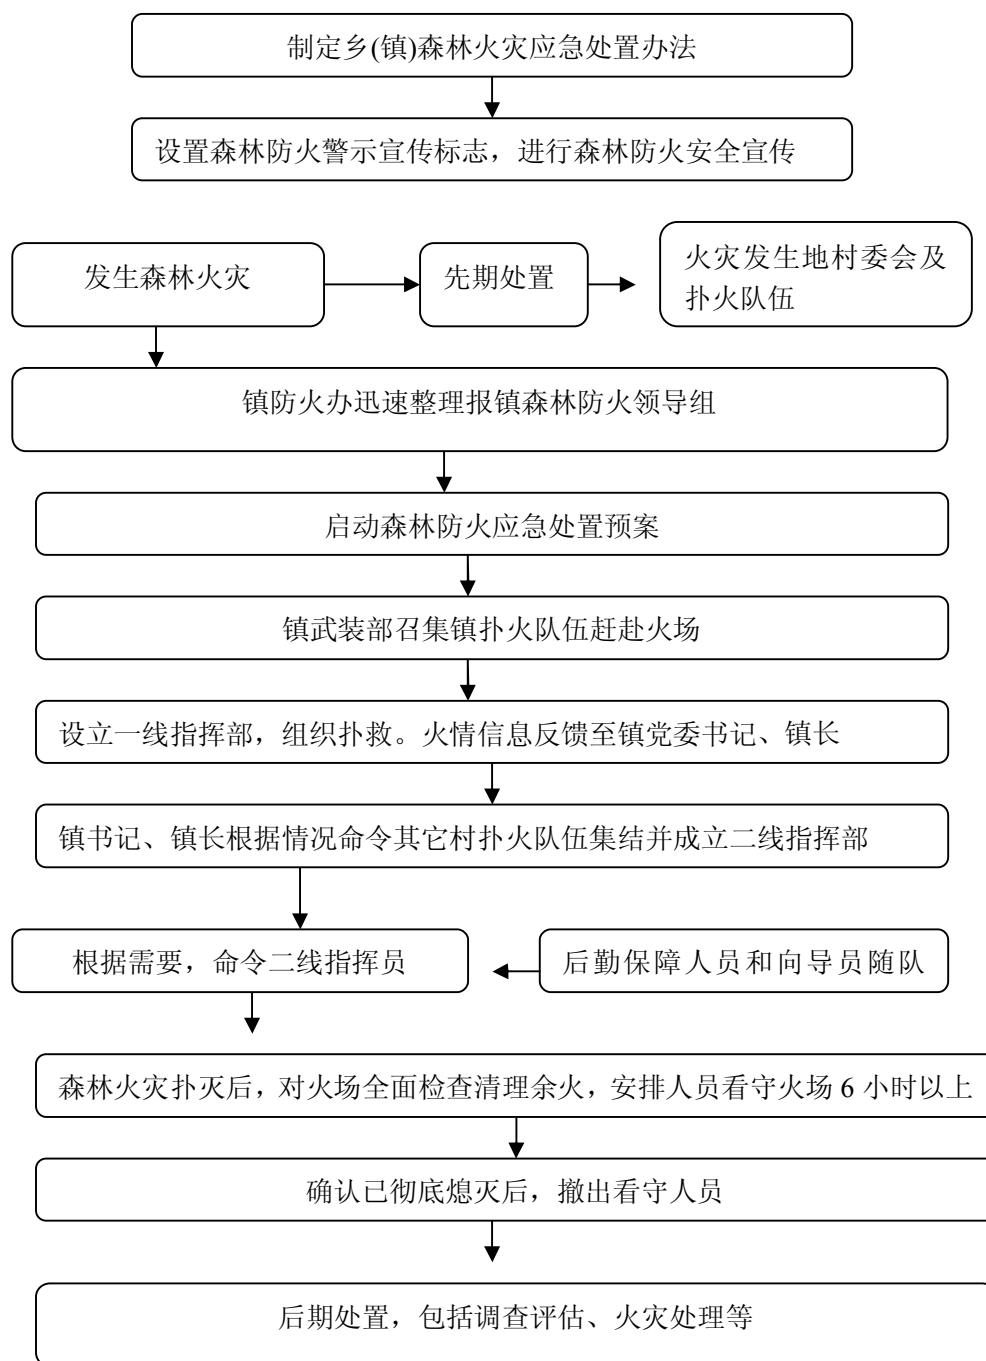 制定乡(镇)森林火灾应急处置办法
设置森林防火警示宣传标志，进行森林防火安全宣传
发生森林火灾
先期处置
火灾发生地村委会及
扑火队伍
镇防火办迅速整理报镇森林防火领导组
启动森林防火应急处置预案
镇武装部召集镇扑火队伍赶赴火场
设立一线指挥部，组织扑救。火情信息反馈至镇党委书记、镇长
镇书记、镇长根据情况命令其它村扑火队伍集结并成立二线指挥部
根据需要，命令二线指挥员
后勤保障人员和向导员随队
森林火灾扑灭后，对火场全面检查清理余火，安排人员看守火场 6 小时以上
确认已彻底熄灭后，撤出看守人员
后期处置，包括调查评估、火灾处理等